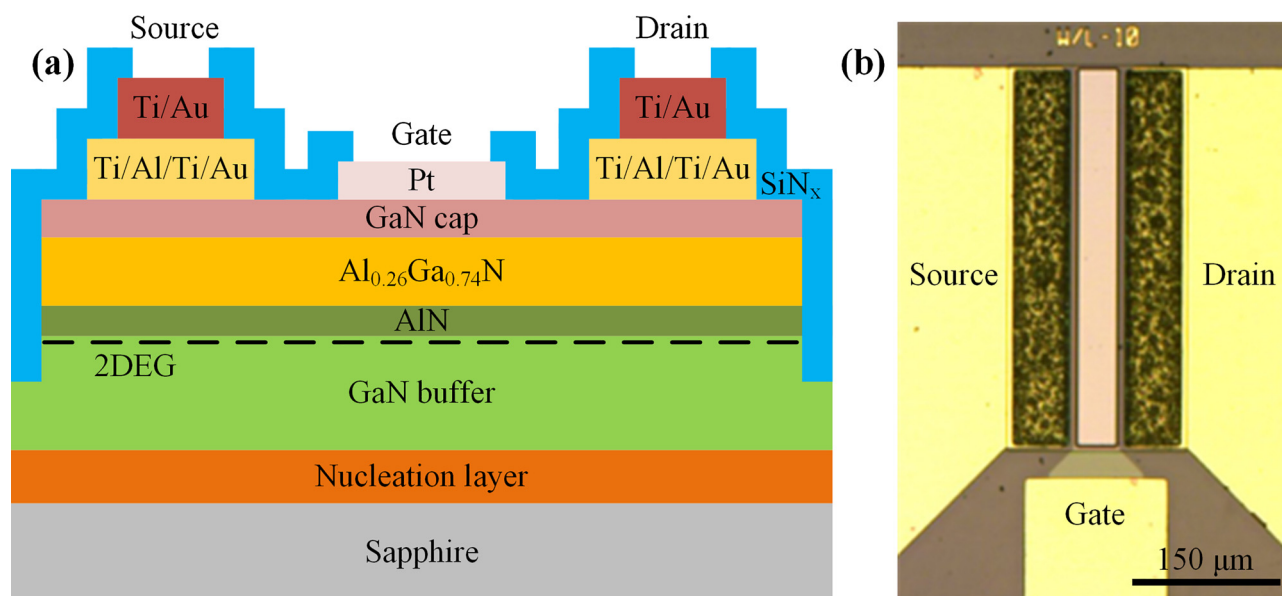 (a)
Source
Drain
Ti/Au
Ti/Au
Gate
Ti/Al/Ti/Au
Pt
Ti/Al/Ti/Au
SiNₓ
GaN cap
Al₀.₂₆Ga₀.₇₄N
AlN
2DEG
GaN buffer
Nucleation layer
Sapphire
(b)
W/L-10
Source
Drain
Gate
150 μm